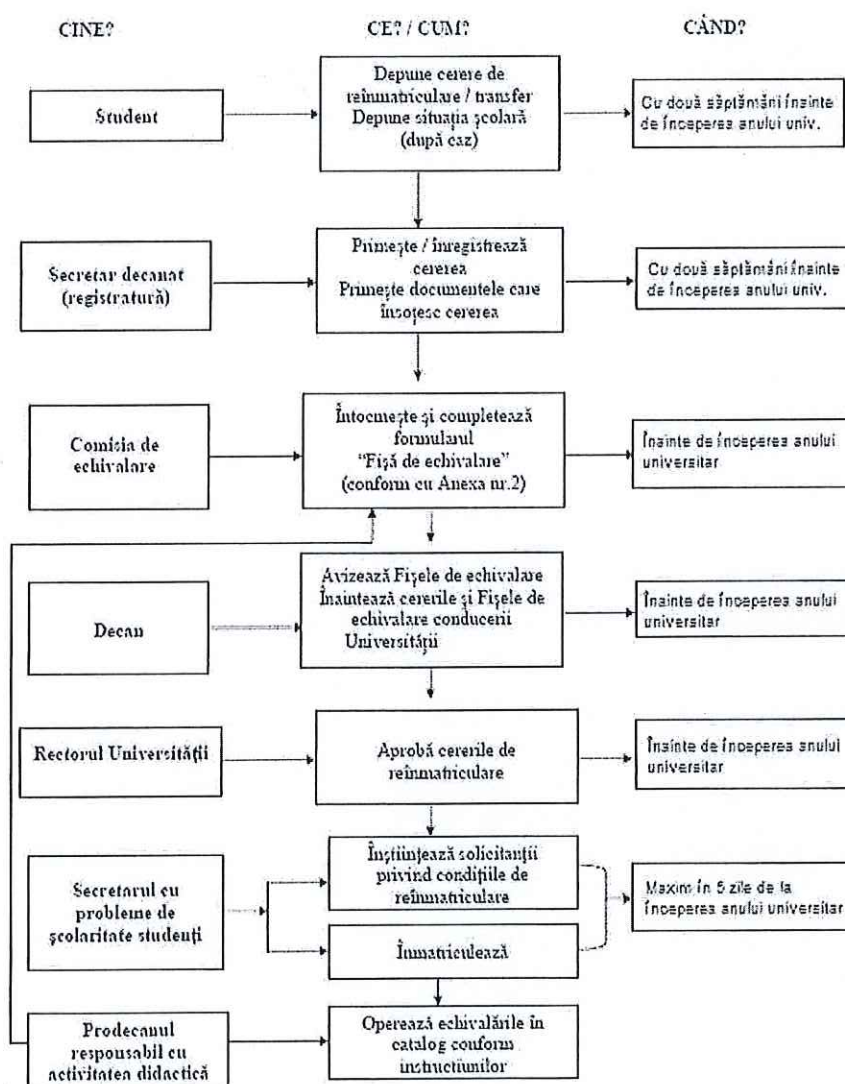 CINE?
CE? / CUM?
CÂND?
Student
Depune cerere de
reînmatriculare / transfer
Depune situația școlară
(după caz)
Cu două săptămâni înainte
de începerea anului univ.
Secretar decanat
(registratură)
Primește / înregistrează
cererea
Primește documentele care
însoțesc cererea
Cu două săptămâni înainte
de începerea anului univ.
Comisia de
echivalare
Întocmește și completează
formularul
“Fișă de echivalare”
(conform cu Anexa nr.2)
Înainte de începerea anului
universitar
Decan
Avizează Fișele de echivalare
Înaintează cererile și Fișele de
echivalare conducerii
Universității
Înainte de începerea anului
universitar
Rectorul Universității
Aprobă cererile de
reînmatriculare
Înainte de începerea anului
universitar
Secretarul cu
probleme de
școlaritate studenți
Înștiințează solicitanții
privind condițiile de
reînmatriculare
Înmatriculează
Maxim în 5 zile de la
începerea anului universitar
Prodecanul
responsabil cu
activitatea didactică
Operează echivalările în
catalog conform
instrucțiunilor